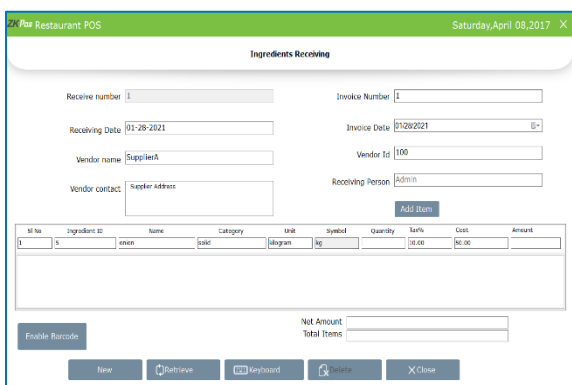 ZKPos Restaurant POS Saturday,April 08,2017 X
Ingredients Receiving
Receive number 1 Invoice Number 1
Receiving Date 01-28-2021 Invoice Date 01/28/2021
Vendor name SupplierA Vendor Id 100
Vendor contact Supplier Address Receiving Person Admin
Add Item
Sl No Ingredient ID Name Category Unit Symbol Quantity Tax% Cost Amount
1 5 onion solid kilogram kg 10.00 50.00
Net Amount
Total Items
Enable Barcode
New Retrieve Keyboard Delete X Close